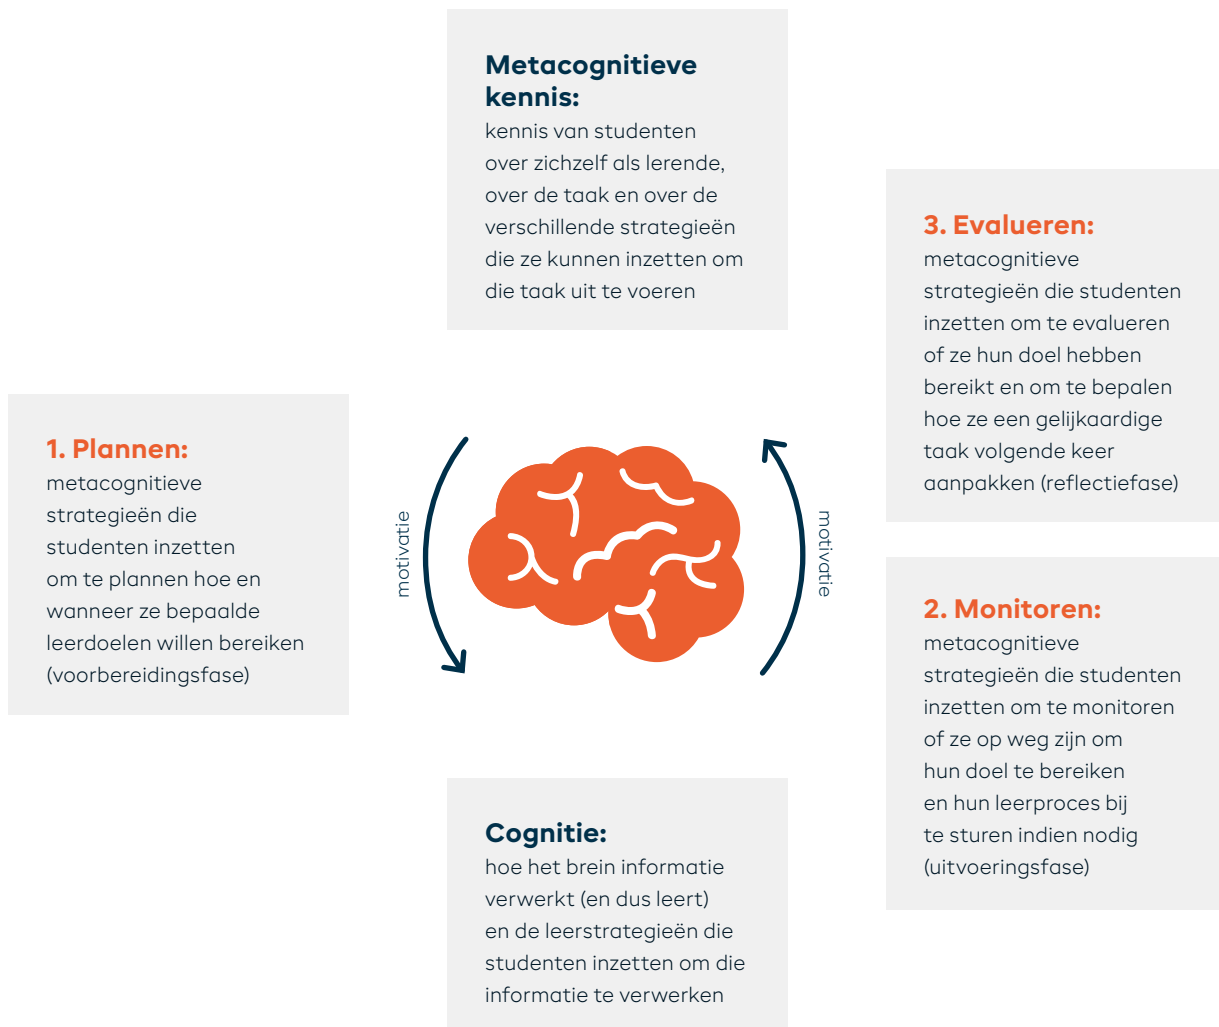 Metacognitieve
kennis:
kennis van studenten
over zichzelf als lerende,
over de taak en over de
verschillende strategieën
die ze kunnen inzetten om
die taak uit te voeren
1. Plannen:
metacognitieve
strategieën die
studenten inzetten
om te plannen hoe en
wanneer ze bepaalde
leerdoelen willen bereiken
(voorbereidingsfase)
motivatie
motivatie
3. Evalueren:
metacognitieve
strategieën die studenten
inzetten om te evalueren
of ze hun doel hebben
bereikt en om te bepalen
hoe ze een gelijkaardige
taak volgende keer
aanpakken (reflectiefase)
2. Monitoren:
metacognitieve
strategieën die studenten
inzetten om te monitoren
of ze op weg zijn om
hun doel te bereiken
en hun leerproces bij
te sturen indien nodig
(uitvoeringsfase)
Cognitie:
hoe het brein informatie
verwerkt (en dus leert)
en de leerstrategieën die
studenten inzetten om die
informatie te verwerken